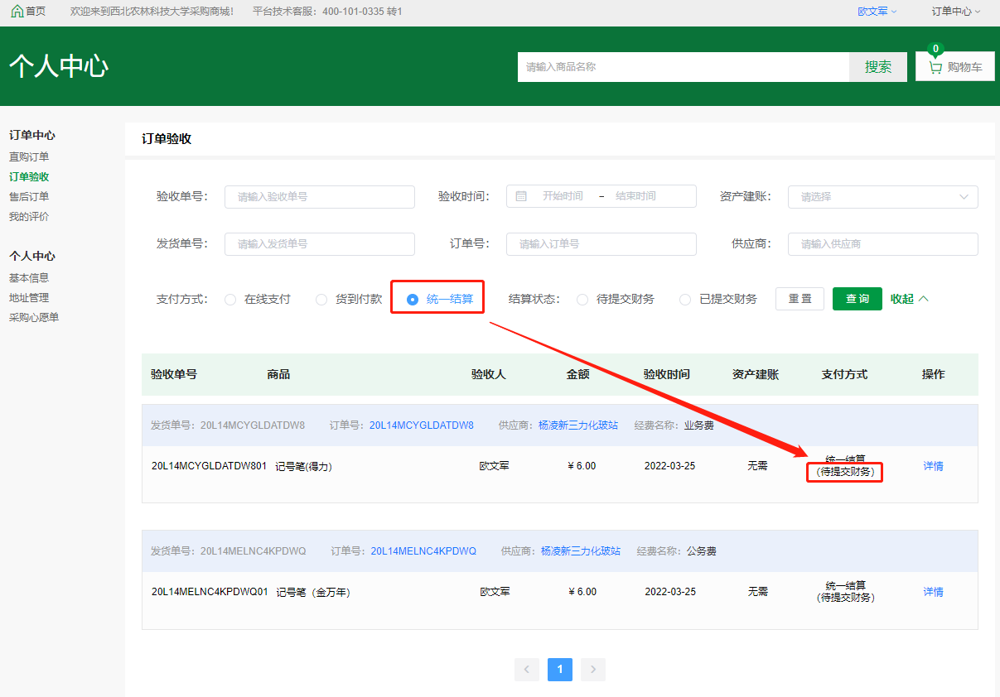 首页 欢迎来到西北农林科技大学采购商城! 平台技术客服：400-101-0335 转1 欧文军 订单中心
0
个人中心 请输入商品名称 搜索 购物车
订单中心
直购订单
订单验收
售后订单
我的评价
个人中心
基本信息
地址管理
采购心愿单
订单验收
验收单号： 请输入验收单号 验收时间： 开始时间 - 结束时间 资产建账： 请选择
发货单号： 请输入发货单号 订单号： 请输入订单号 供应商： 请输入供应商
支付方式： 在线支付 货到付款 统一结算 结算状态： 待提交财务 已提交财务 重置 查询 收起
验收单号 商品 验收人 金额 验收时间 资产建账 支付方式 操作
发货单号：20L14MCYGLDATDW8 订单号：20L14MCYGLDATDW8 供应商：杨凌新三力化玻站 经费名称：业务费
20L14MCYGLDATDW801 记号笔(得力) 欧文军 ¥ 6.00 2022-03-25 无需 统一结算 详情
(待提交财务)
发货单号：20L14MELNC4KPDWQ 订单号：20L14MELNC4KPDWQ 供应商：杨凌新三力化玻站 经费名称：公务费
20L14MELNC4KPDWQ01 记号笔（金万年） 欧文军 ¥ 6.00 2022-03-25 无需 统一结算 详情
(待提交财务)
1